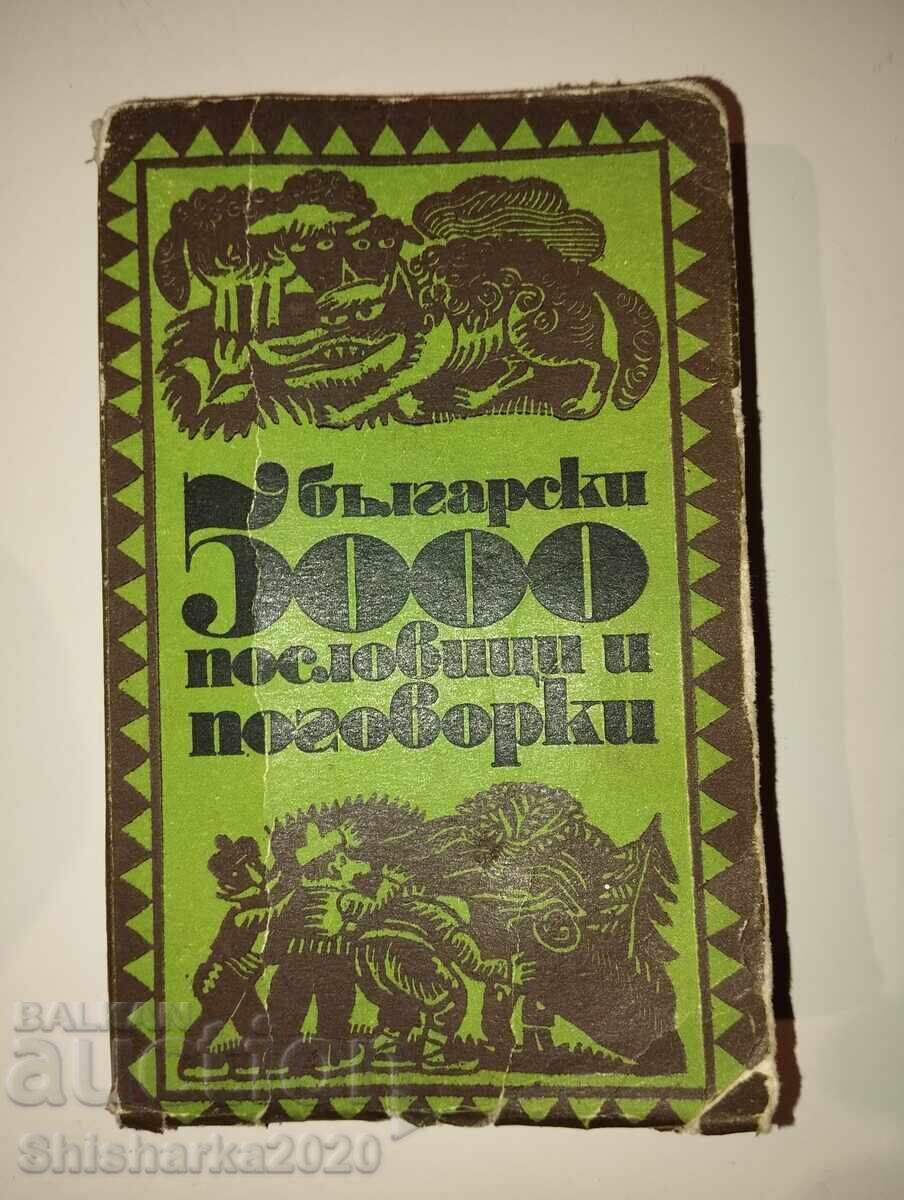 български
5000
пословици и
поговорки
BALKAN
auction
Shisharka2020